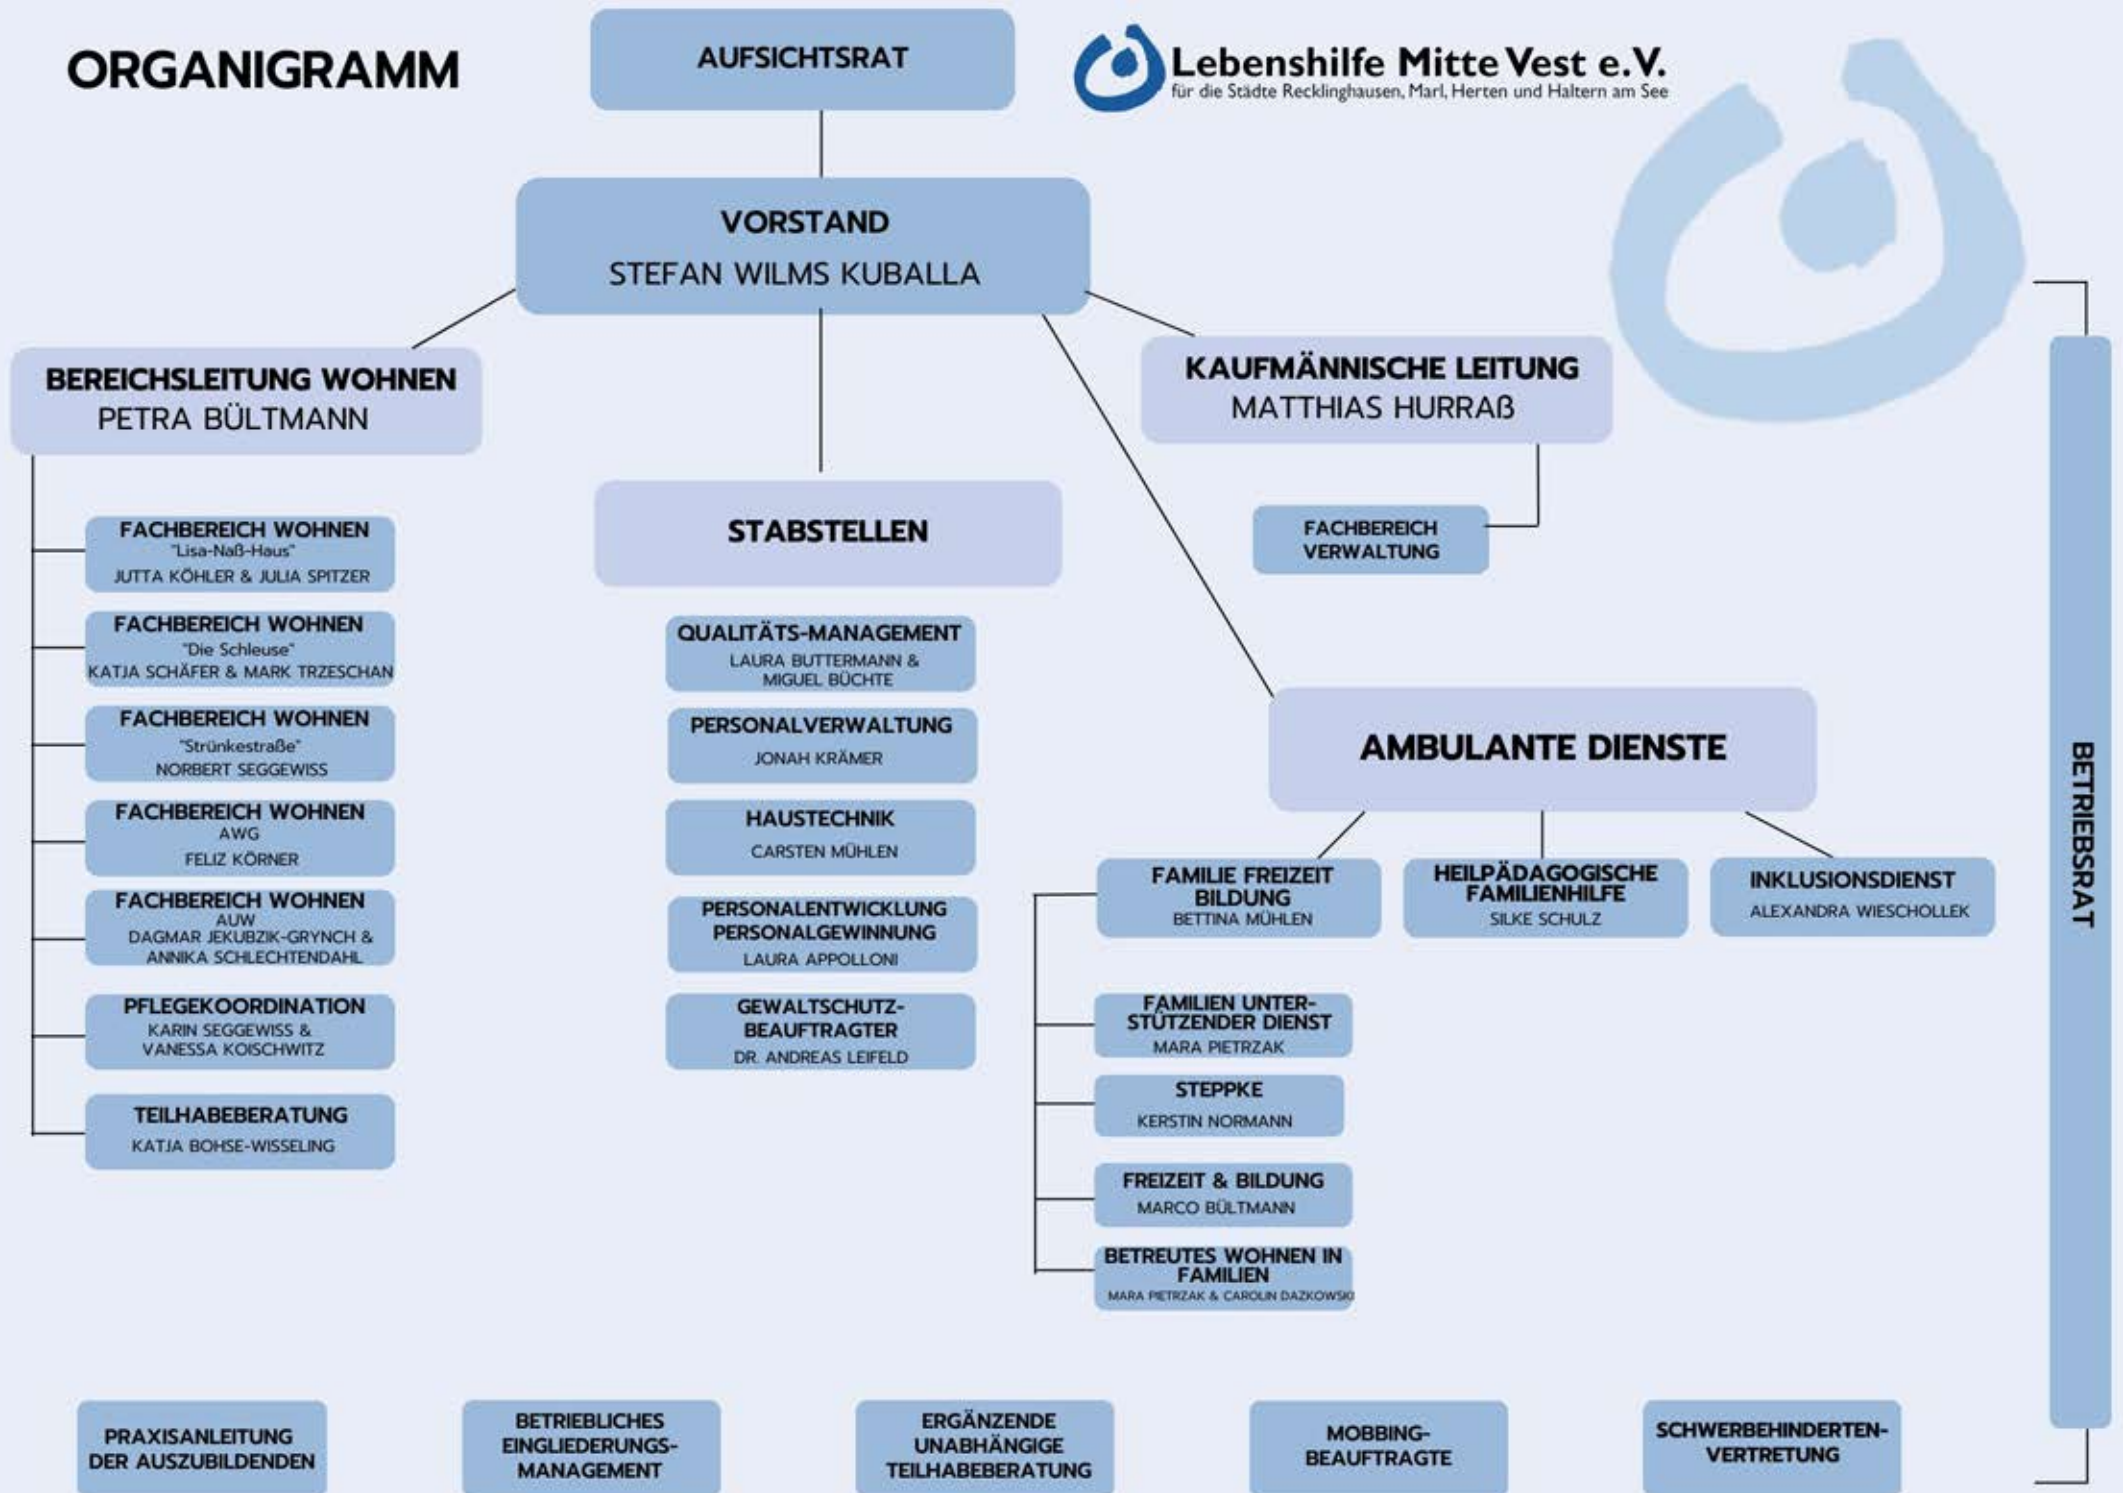 ORGANIGRAMM
AUFSICHTSRAT
Lebenshilfe Mitte Vest e.V.
für die Städte Recklinghausen, Marl, Herten und Haltern am See
VORSTAND
STEFAN WILMS KUBALLA
BEREICHSLEITUNG WOHNEN
PETRA BÜLTMANN
KAUFMÄNNISCHE LEITUNG
MATTHIAS HURRAß
FACHBEREICH
VERWALTUNG
FACHBEREICH WOHNEN
"Lisa-Naß-Haus"
JUTTA KÖHLER & JULIA SPITZER
FACHBEREICH WOHNEN
"Die Schleuse"
KATJA SCHÄFER & MARK TRZESCHAN
FACHBEREICH WOHNEN
"Strünkestraße"
NORBERT SEGGEWISS
FACHBEREICH WOHNEN
AWG
FELIZ KÖRNER
FACHBEREICH WOHNEN
AUW
DAGMAR JEKUBZIK-GRYNCH &
ANNIKA SCHLECHTENDAHL
PFLEGEKOORDINATION
KARIN SEGGEWISS &
VANESSA KOISCHWITZ
TEILHABEBERATUNG
KATJA BOHSE-WISSELING
STABSTELLEN
QUALITÄTS-MANAGEMENT
LAURA BUTTERMANN &
MIGUEL BÜCHTE
PERSONALVERWALTUNG
JONAH KRÄMER
HAUSTECHNIK
CARSTEN MÜHLEN
PERSONALENTWICKLUNG
PERSONALGEWINNUNG
LAURA APPOLLONI
GEWALTSCHUTZ-
BEAUFTRAGTER
DR. ANDREAS LEIFELD
AMBULANTE DIENSTE
FAMILIE FREIZEIT
BILDUNG
BETTINA MÜHLEN
HEILPÄDAGOGISCHE
FAMILIENHILFE
SILKE SCHULZ
INKLUSIONSDIENST
ALEXANDRA WIESCHOLLEK
FAMILIEN UNTER-
STÜTZENDER DIENST
MARA PIETRZAK
STEPPKE
KERSTIN NORMANN
FREIZEIT & BILDUNG
MARCO BÜLTMANN
BETREUTES WOHNEN IN
FAMILIEN
MARA PIETRZAK & CAROLIN DAZKOWSKI
BETRIEBSRAT
PRAXISANLEITUNG
DER AUSZUBILDENDEN
BETRIEBLICHES
EINGLIEDERUNGS-
MANAGEMENT
ERGÄNZENDE
UNABHÄNGIGE
TEILHABEBERATUNG
MOBBING-
BEAUFTRAGTE
SCHWERBEHINDERTEN-
VERTRETUNG